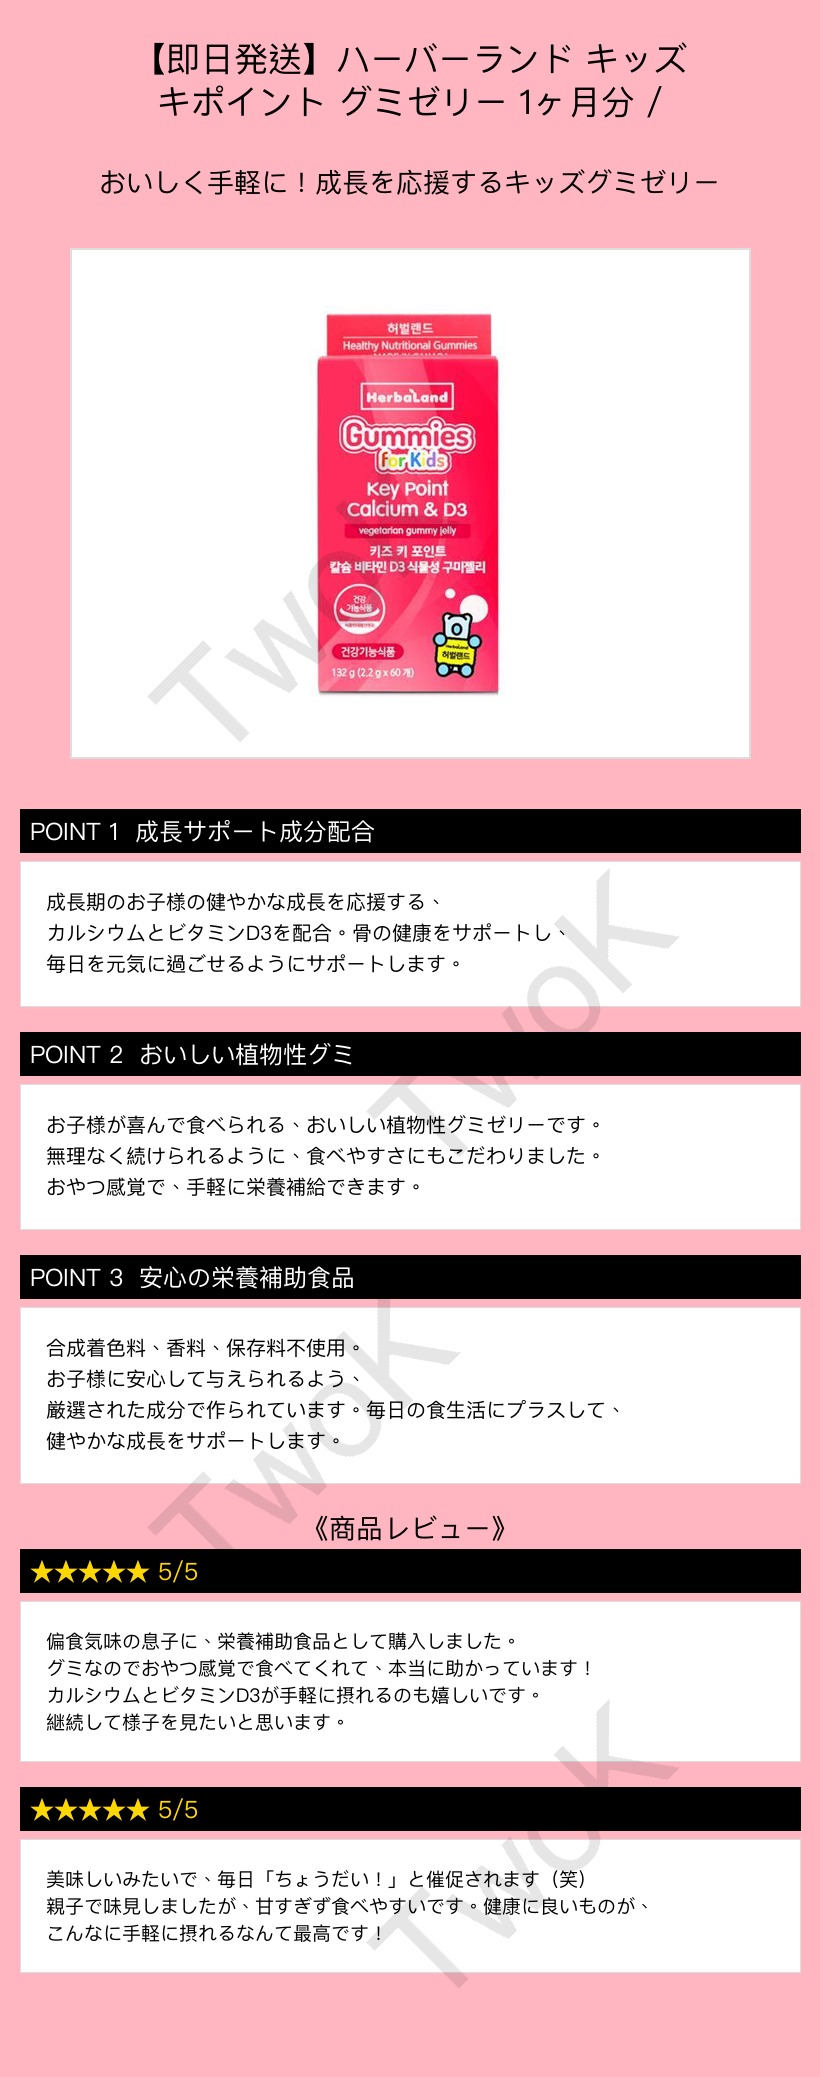 【即日発送】ハーバーランド キッズ
キポイント グミゼリー 1ヶ月分 /
おいしく手軽に！成長を応援するキッズグミゼリー
허벌랜드
Healthy Nutritional Gummies
HerbaLand
Gummies
for Kids
Key Point
Calcium & D3
vegetarian gummy jelly
키즈 키 포인트
칼슘 비타민 D3 식물성 구미젤리
건강
기능식품
건강기능식품
HerbaLand
허벌랜드
132 g (2.2 g x 60 개)
TwoK
POINT 1 成長サポート成分配合
成長期のお子様の健やかな成長を応援する、
カルシウムとビタミンD3を配合。骨の健康をサポートし、
毎日を元気に過ごせるようにサポートします。
TwoK
POINT 2 おいしい植物性グミ
お子様が喜んで食べられる、おいしい植物性グミゼリーです。
無理なく続けられるように、食べやすさにもこだわりました。
おやつ感覚で、手軽に栄養補給できます。
POINT 3 安心の栄養補助食品
合成着色料、香料、保存料不使用。
お子様に安心して与えられるよう、
厳選された成分で作られています。毎日の食生活にプラスして、
健やかな成長をサポートします。
TwoK
《商品レビュー》
★★★★★ 5/5
偏食気味の息子に、栄養補助食品として購入しました。
グミなのでおやつ感覚で食べてくれて、本当に助かっています！
カルシウムとビタミンD3が手軽に摂れるのも嬉しいです。
継続して様子を見たいと思います。
TwoK
★★★★★ 5/5
美味しいみたいで、毎日「ちょうだい！」と催促されます（笑）
親子で味見しましたが、甘すぎず食べやすいです。健康に良いものが、
こんなに手軽に摂れるなんて最高です！